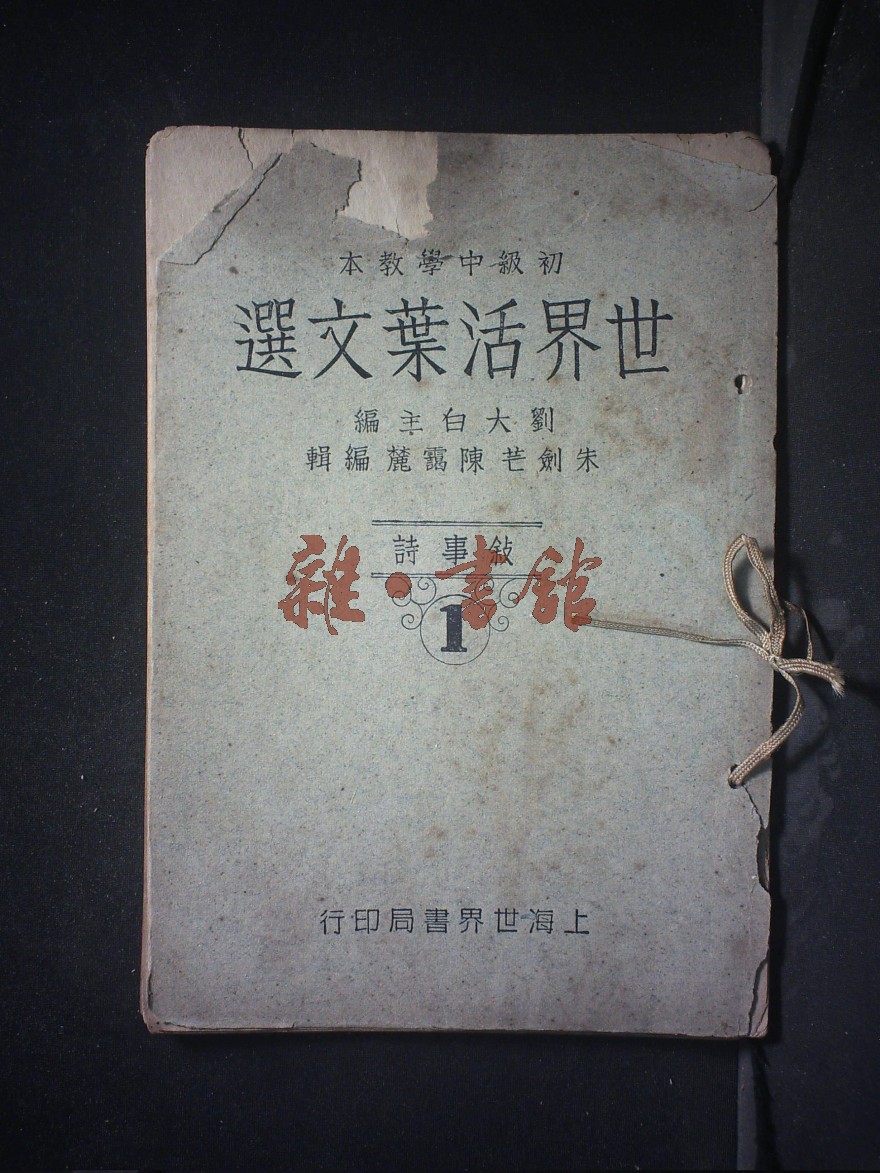 初級中學教本
世界活葉文選
劉大白主編
朱劍芒陳靄麓編輯
敍事詩
雜·書館
1
上海世界書局印行